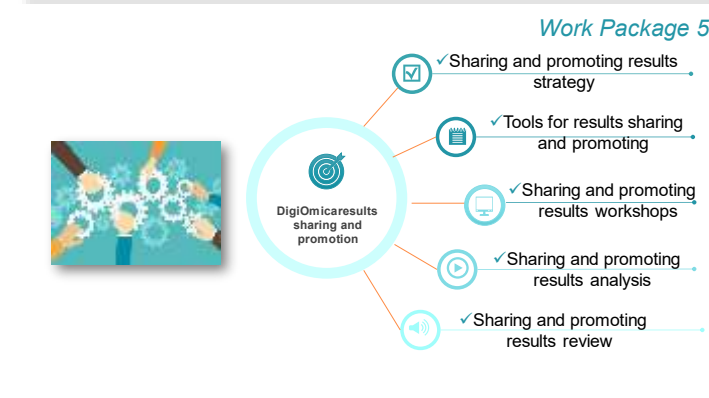 Work Package 5
✓Sharing and promoting results
strategy
✓Tools for results sharing
and promoting
✓Sharing and promoting
results workshops
DigiOmicaresults
sharing and
promotion
✓Sharing and promoting
results analysis
✓Sharing and promoting
results review